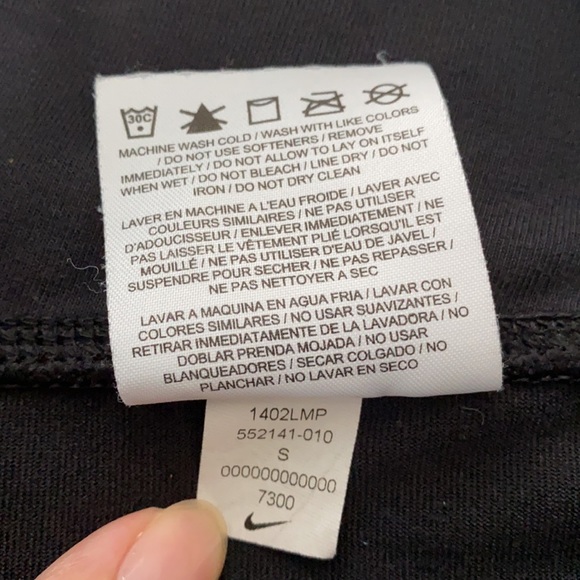 30C
MACHINE WASH COLD / WASH WITH LIKE COLORS
/ DO NOT USE SOFTENERS / REMOVE
IMMEDIATELY / DO NOT ALLOW TO LAY ON ITSELF
WHEN WET / DO NOT BLEACH / LINE DRY / DO NOT
IRON / DO NOT DRY CLEAN
LAVER EN MACHINE A L'EAU FROIDE / LAVER AVEC
COULEURS SIMILAIRES / NE PAS UTILISER
D'ADOUCISSEUR / ENLEVER IMMEDIATEMENT / NE
PAS LAISSER LE VÊTEMENT PLIÉ LORSQU'IL EST
MOUILLÉ / NE PAS UTILISER D'EAU DE JAVEL /
SUSPENDRE POUR SECHER / NE PAS REPASSER /
NE PAS NETTOYER A SEC
LAVAR A MAQUINA EN AGUA FRIA / LAVAR CON
COLORES SIMILARES / NO USAR SUAVIZANTES /
RETIRAR INMEDIATAMENTE DE LA LAVADORA / NO
DOBLAR PRENDA MOJADA / NO USAR
BLANQUEADORES / SECAR COLGADO / NO
PLANCHAR / NO LAVAR EN SECO
1402LMP
552141-010
S
000000000000
7300